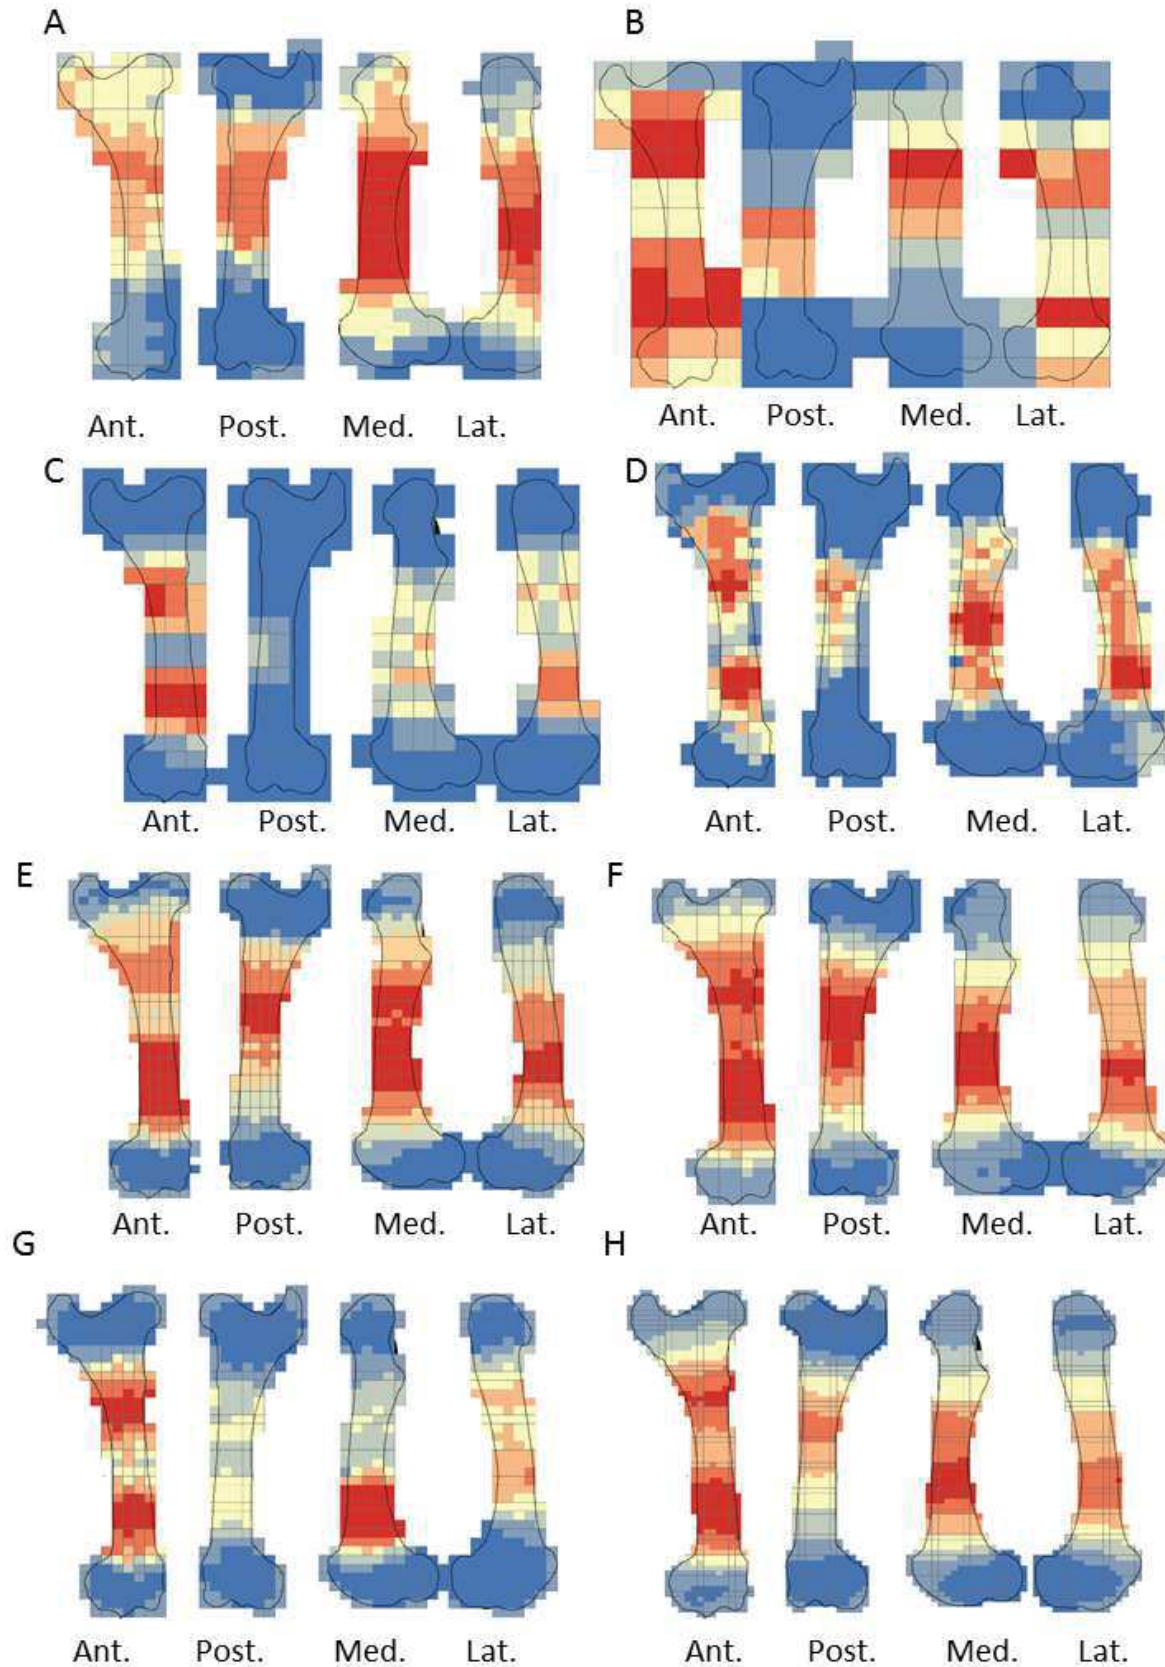 A
B
Ant. Post. Med. Lat.
Ant. Post. Med. Lat.
C
D
Ant. Post. Med. Lat.
Ant. Post. Med. Lat.
E
F
Ant. Post. Med. Lat.
Ant. Post. Med. Lat.
G
H
Ant. Post. Med. Lat.
Ant. Post. Med. Lat.